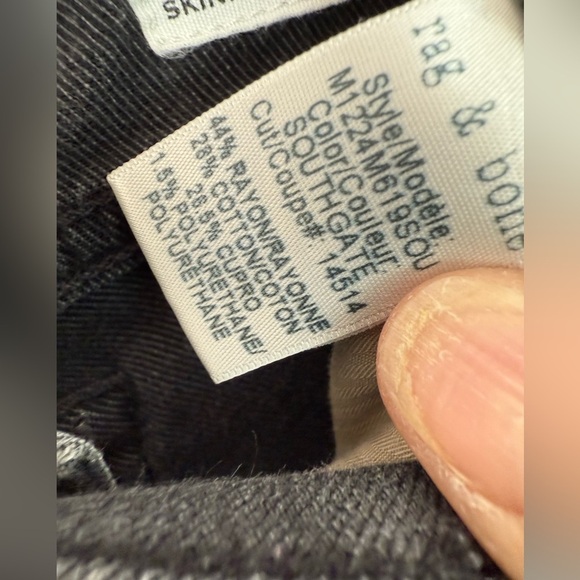 SKIN
rag & bone
Style/Modèle:
M1224M619SOU
Color/Couleur:
SOUTHGATE
Cut/Coupe#: 14514
44% RAYON/RAYONNE
28% COTTON/COTON
26.5% CUPRO
1.5% POLYURETHANE/
POLYURETHANE